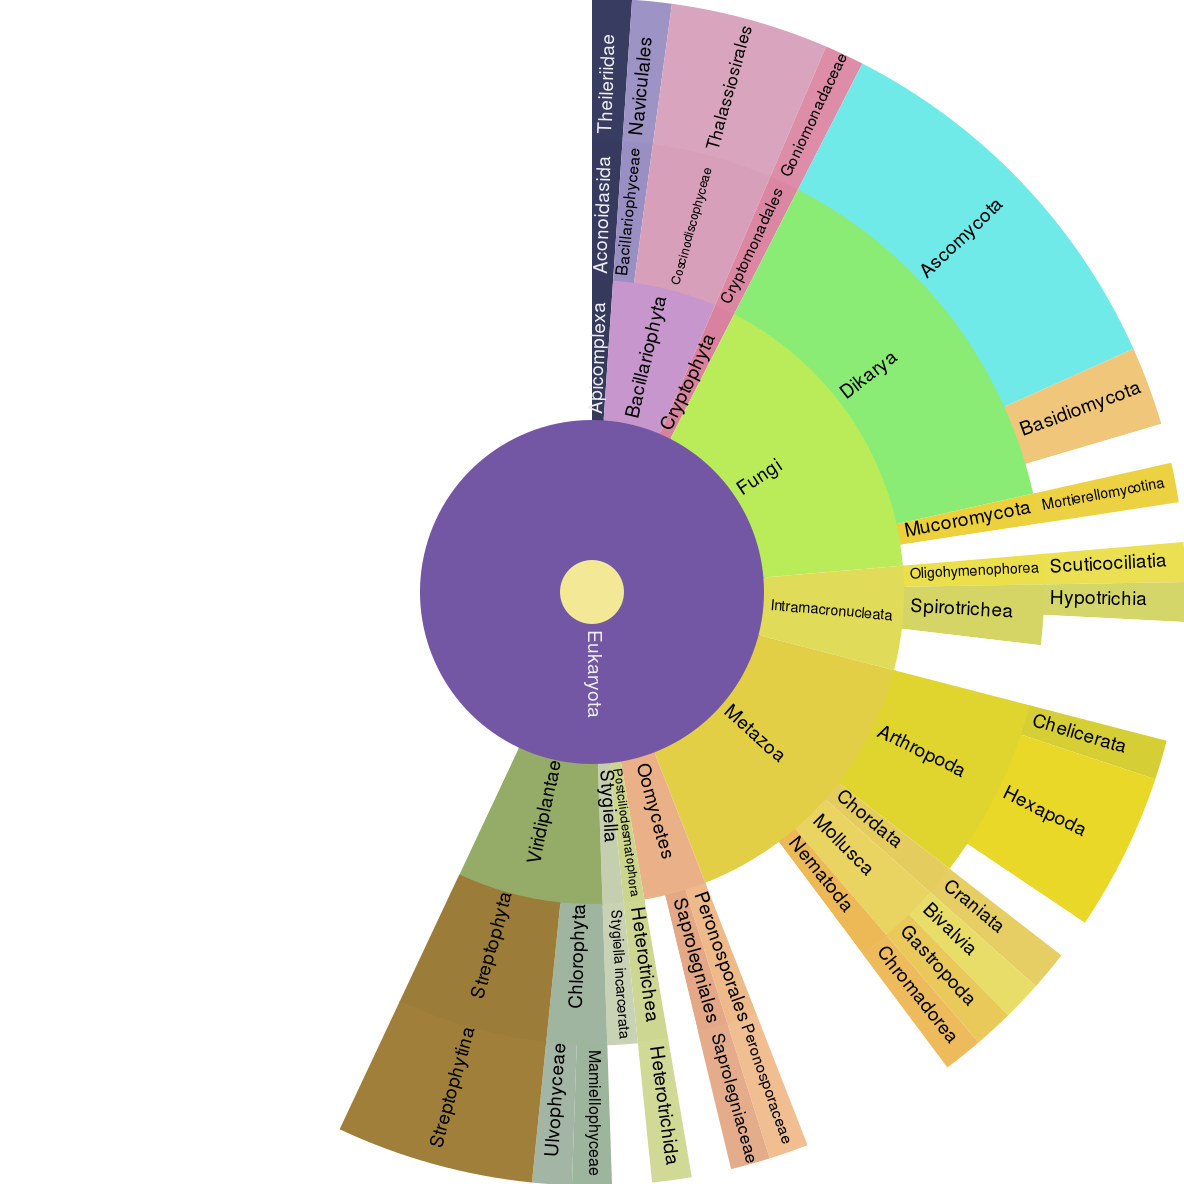 Eukaryota
Apicomplexa
Aconoidasida
Theileriidae
Bacillariophyta
Bacillariophyceae
Naviculales
Coscinodiscophyceae
Thalassiosirales
Cryptophyta
Cryptomonadales
Goniomonadaceae
Fungi
Dikarya
Ascomycota
Basidiomycota
Mucoromycota
Mortierellomycotina
Intramacronucleata
Oligohymenophorea
Scuticociliatia
Spirotrichea
Hypotrichia
Metazoa
Arthropoda
Chelicerata
Hexapoda
Chordata
Craniata
Mollusca
Bivalvia
Gastropoda
Nematoda
Chromadorea
Oomycetes
Peronosporales
Peronosporaceae
Saprolegniales
Saprolegniaceae
Postciliodesmatophora
Heterotrichea
Heterotrichida
Stygiella
Stygiella incarcerata
Viridiplantae
Chlorophyta
Mamiellophyceae
Ulvophyceae
Streptophyta
Streptophytina